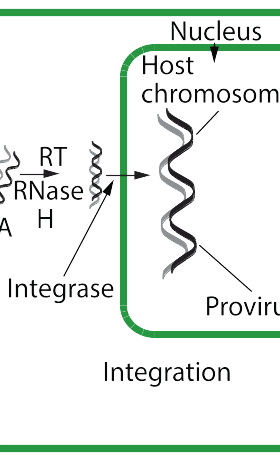 Nucleus
Host
chromosom
RT
RNase
H
A
Integrase
Proviru
Integration